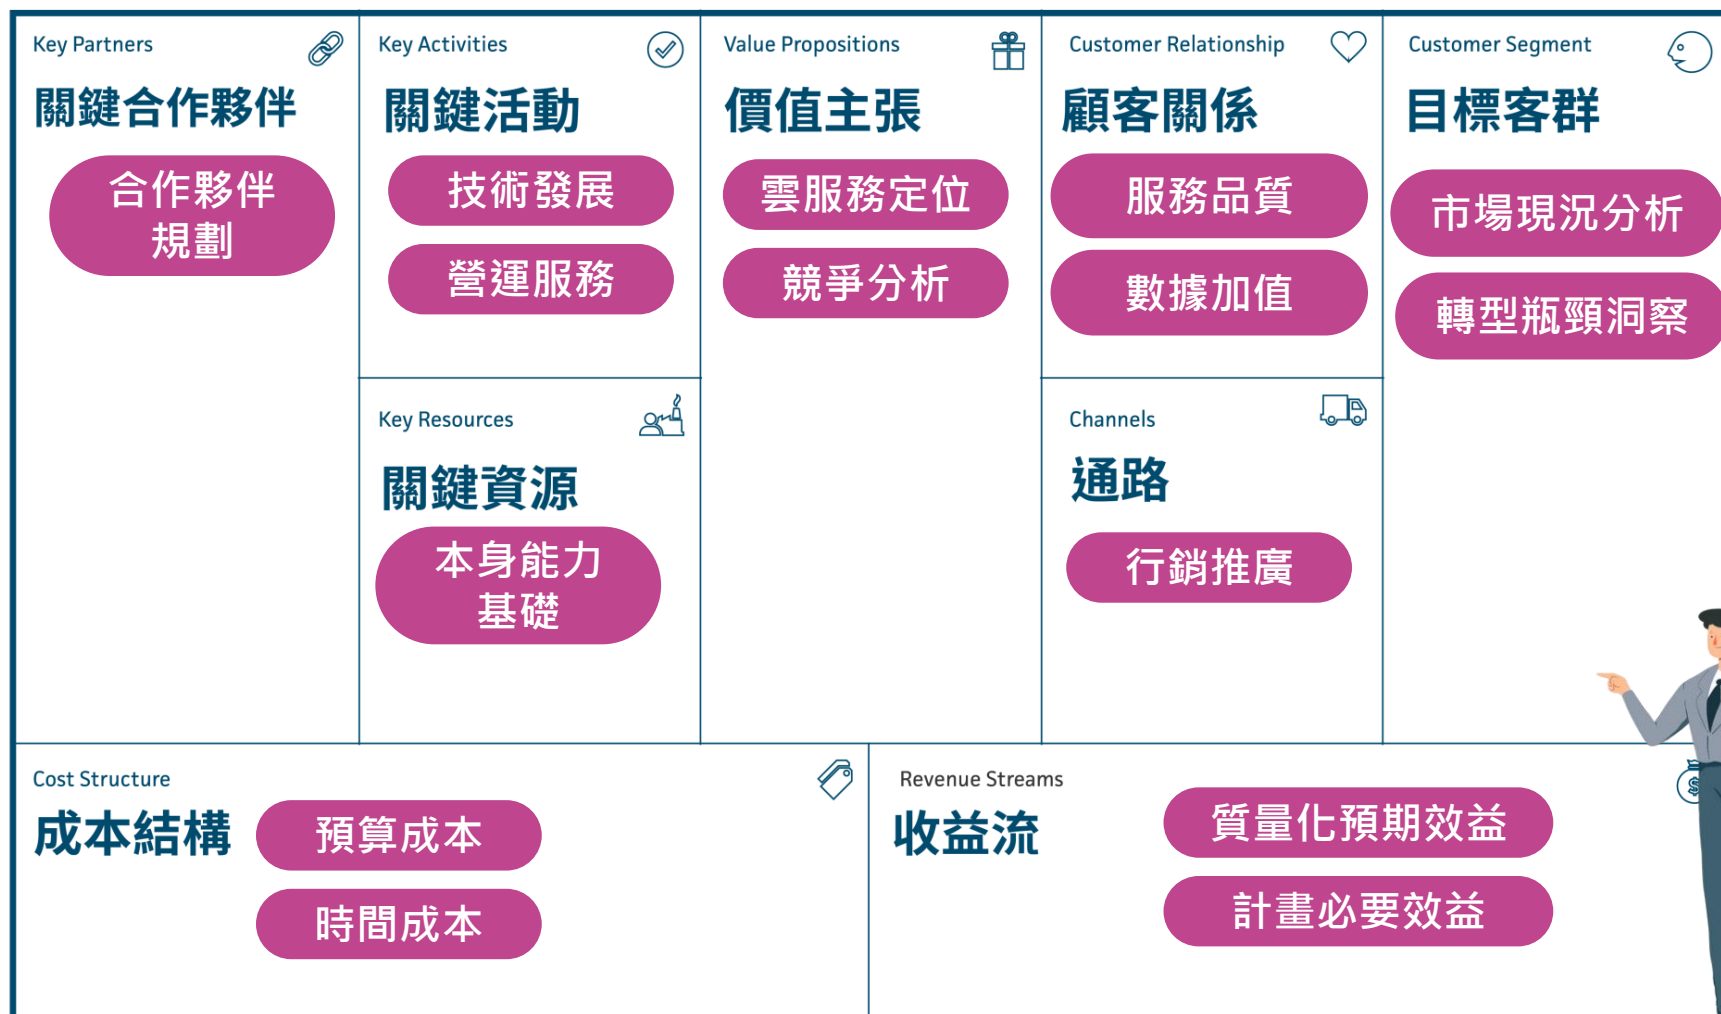 Key Partners
關鍵合作夥伴
合作夥伴
規劃
Key Activities
關鍵活動
技術發展
營運服務
Key Resources
關鍵資源
本身能力
基礎
Value Propositions
價值主張
雲服務定位
競爭分析
Customer Relationship
顧客關係
服務品質
數據加值
Channels
通路
行銷推廣
Customer Segment
目標客群
市場現況分析
轉型瓶頸洞察
Cost Structure
成本結構
預算成本
時間成本
Revenue Streams
收益流
質量化預期效益
計畫必要效益
$